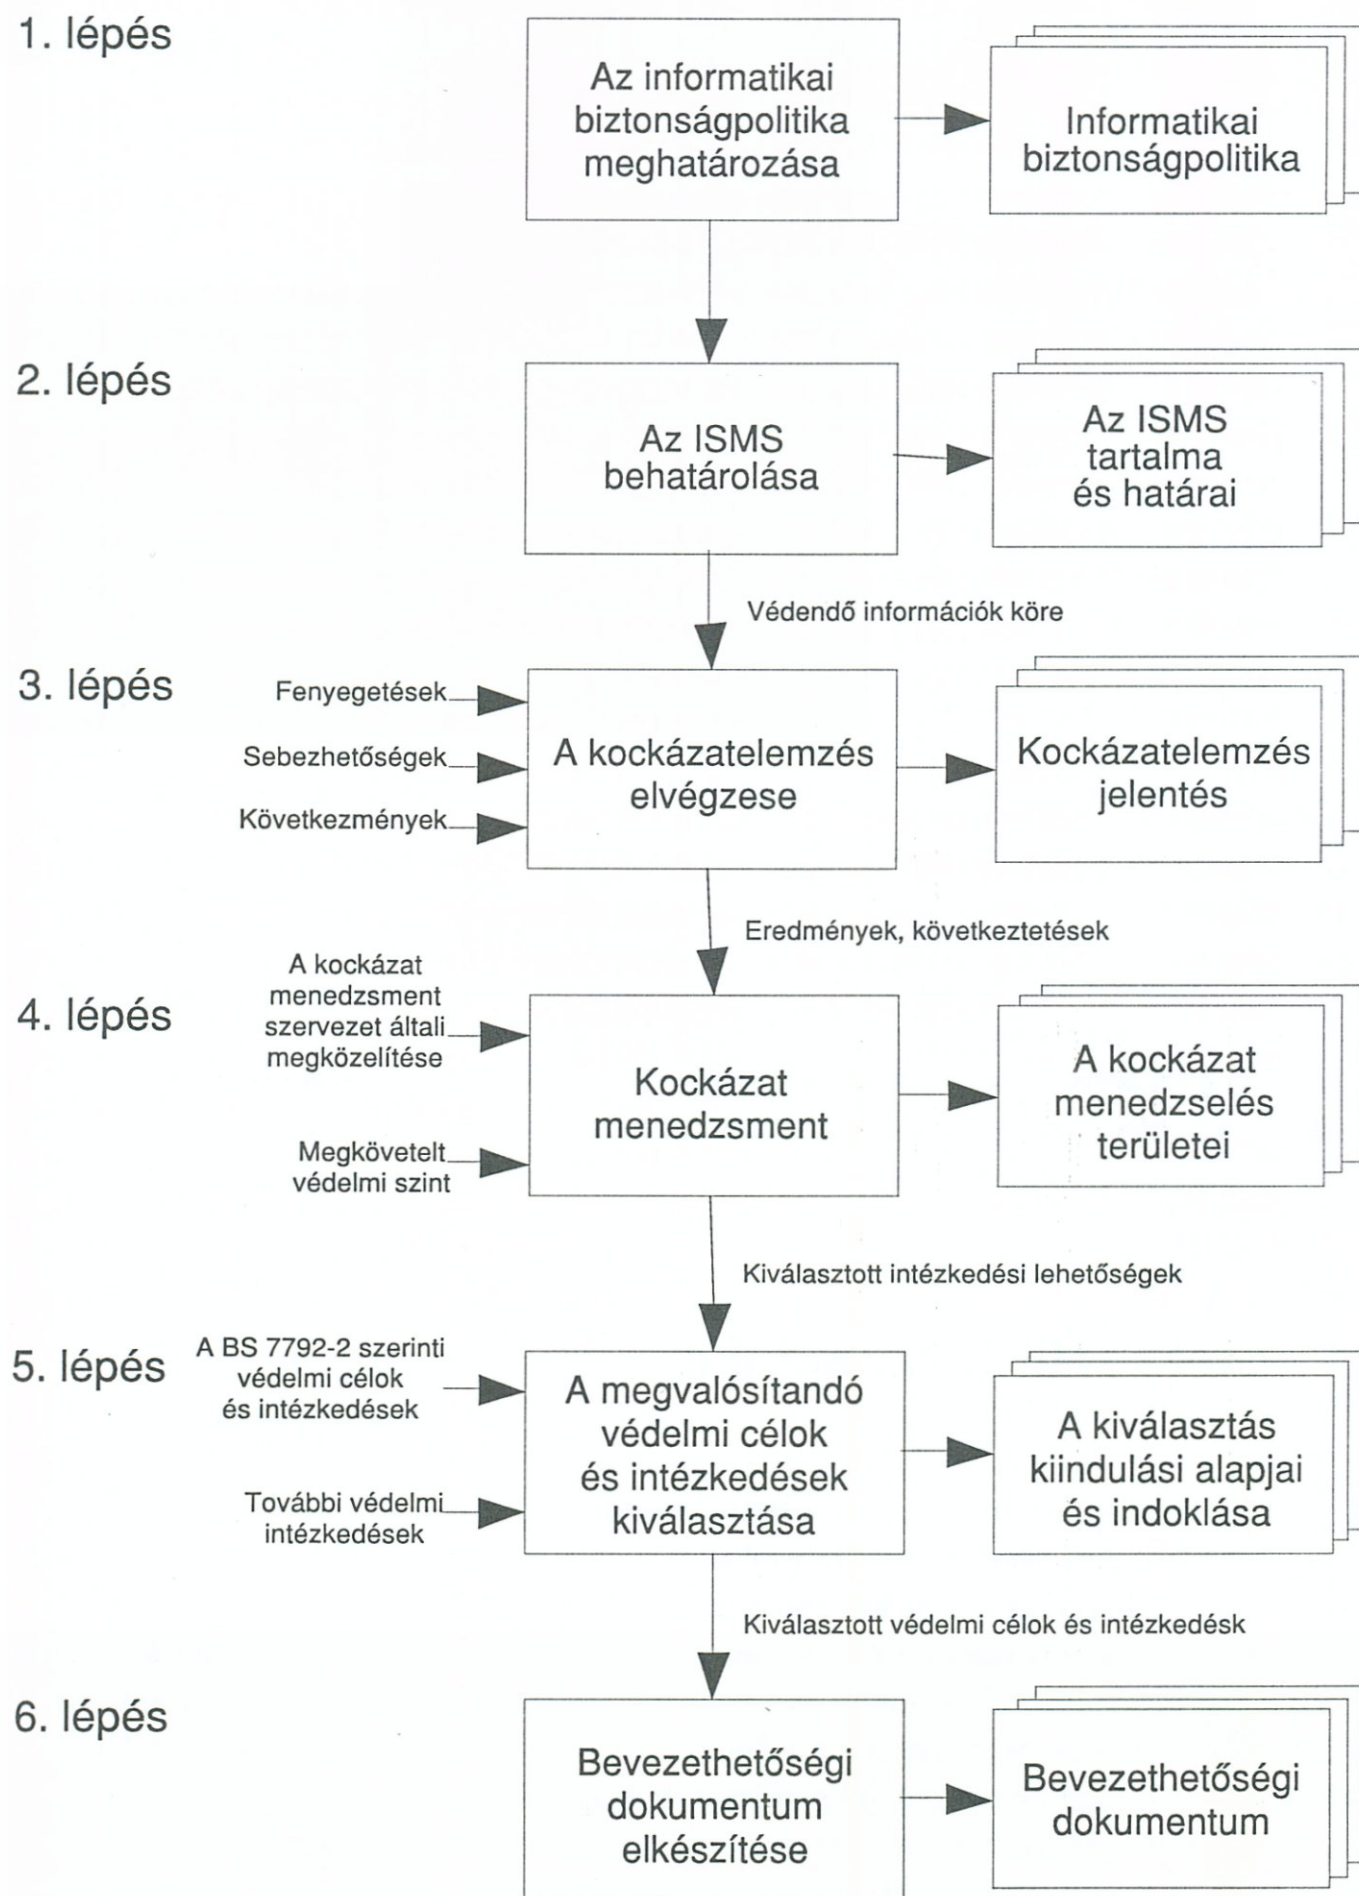 1. lépés
Az informatikai
biztonságpolitika
meghatározása
Informatikai
biztonságpolitika
2. lépés
Az ISMS
behatárolása
Az ISMS
tartalma
és határai
Védendő információk köre
3. lépés
Fenyegetések
Sebezhetőségek
Következmények
A kockázatelemzés
elvégzese
Kockázatelemzés
jelentés
Eredmények, következtetések
4. lépés
A kockázat
menedzsment
szervezet általi
megközelítése
Megkövetelt
védelmi szint
Kockázat
menedzsment
A kockázat
menedzselés
területei
Kiválasztott intézkedési lehetőségek
5. lépés
A BS 7792-2 szerinti
védelmi célok
és intézkedések
További védelmi
intézkedések
A megvalósítandó
védelmi célok
és intézkedések
kiválasztása
A kiválasztás
kiindulási alapjai
és indoklása
Kiválasztott védelmi célok és intézkedésk
6. lépés
Bevezethetőségi
dokumentum
elkészítése
Bevezethetőségi
dokumentum